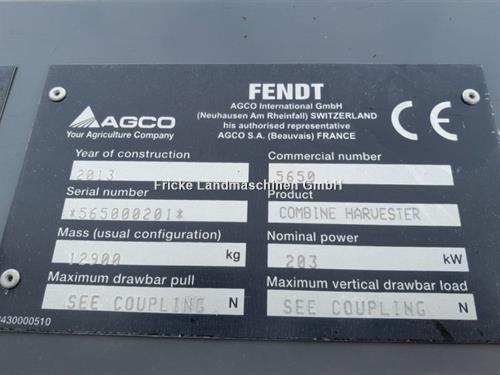 FENDT
AGCO International GmbH
(Neuhausen Am Rheinfall) SWITZERLAND
his authorised representative
AGCO S.A. (Beauvais) FRANCE
CE
AGCO
Your Agriculture Company
Year of construction
2013
Commercial number
5650
Fricke Landmaschinen GmbH
Serial number
*565000201*
Product
COMBINE HARVESTER
Mass (usual configuration)
12900 kg
Nominal power
203 kW
Maximum drawbar pull
SEE COUPLING N
Maximum vertical drawbar load
SEE COUPLING N
430000510